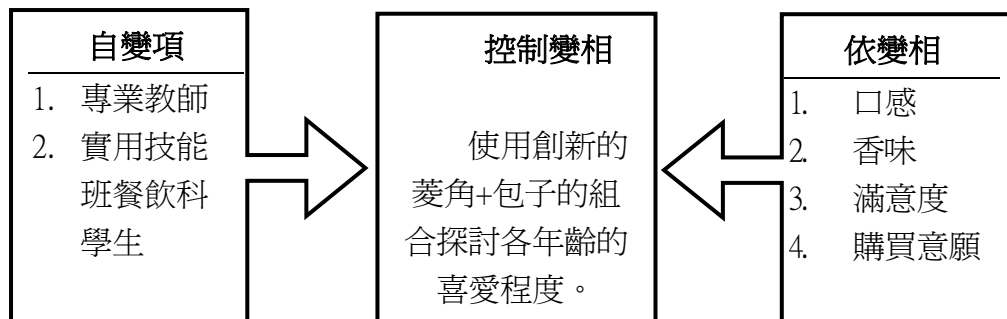 自變項
1. 專業教師
2. 實用技能
班餐飲科
學生
控制變相
使用創新的
菱角+包子的組
合探討各年齡的
喜愛程度。
依變相
1. 口感
2. 香味
3. 滿意度
4. 購買意願